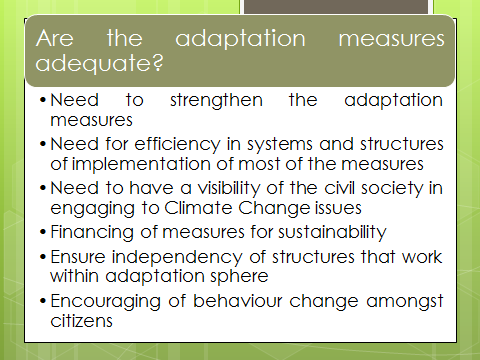 Are the adaptation measures
adequate?
• Need to strengthen the adaptation
measures
• Need for efficiency in systems and structures
of implementation of most of the measures
• Need to have a visibility of the civil society in
engaging to Climate Change issues
• Financing of measures for sustainability
• Ensure independency of structures that work
within adaptation sphere
• Encouraging of behaviour change amongst
citizens